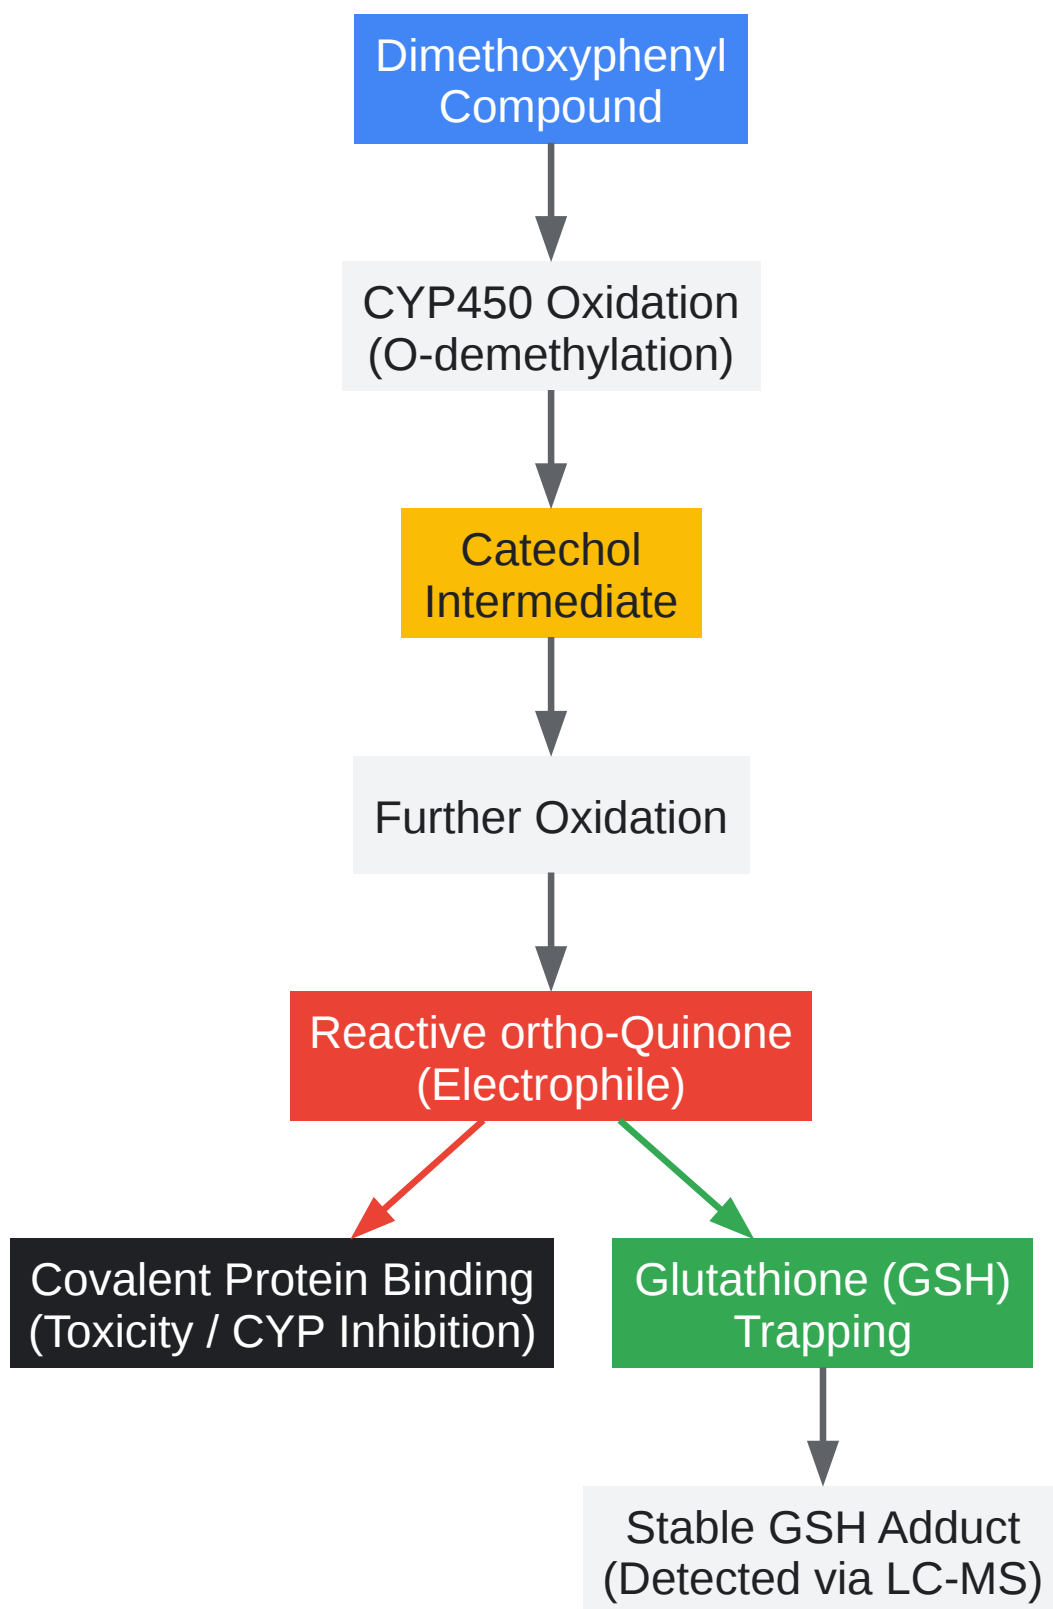 Dimethoxyphenyl
Compound
CYP450 Oxidation
(O-demethylation)
Catechol
Intermediate
Further Oxidation
Reactive ortho-Quinone
(Electrophile)
Covalent Protein Binding
(Toxicity / CYP Inhibition)
Glutathione (GSH)
Trapping
Stable GSH Adduct
(Detected via LC-MS)